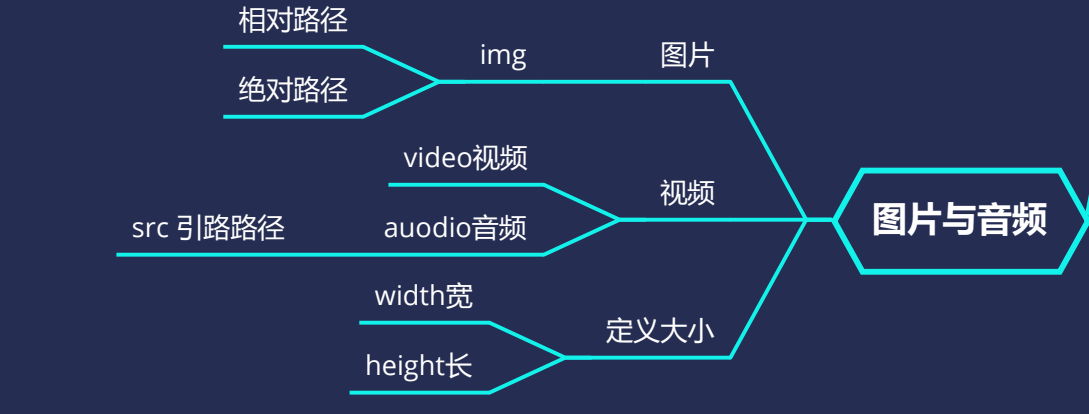 相对路径
img
图片
绝对路径
video视频
视频
图片与音频
src 引路路径
auodio音频
width宽
定义大小
height长